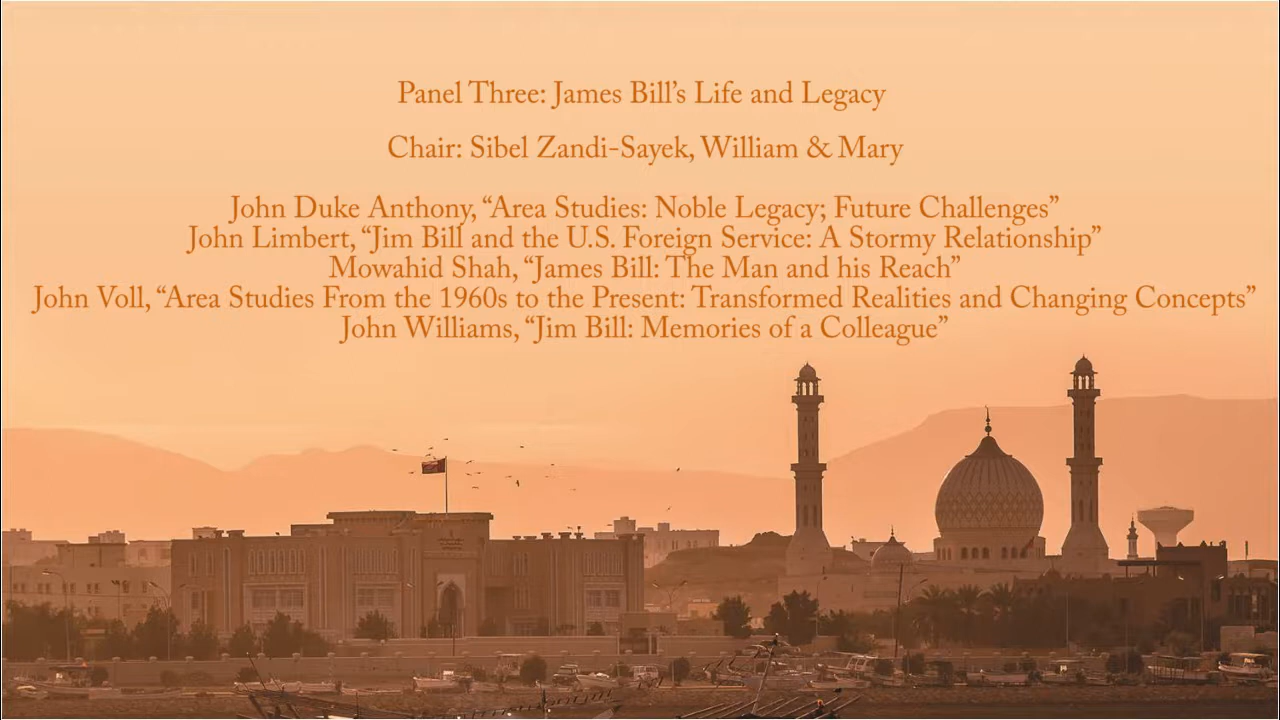 Panel Three: James Bill’s Life and Legacy
Chair: Sibel Zandi-Sayek, William & Mary
John Duke Anthony, “Area Studies: Noble Legacy; Future Challenges”
John Limbert, “Jim Bill and the U.S. Foreign Service: A Stormy Relationship”
Mowahid Shah, “James Bill: The Man and his Reach”
John Voll, “Area Studies From the 1960s to the Present: Transformed Realities and Changing Concepts”
John Williams, “Jim Bill: Memories of a Colleague”